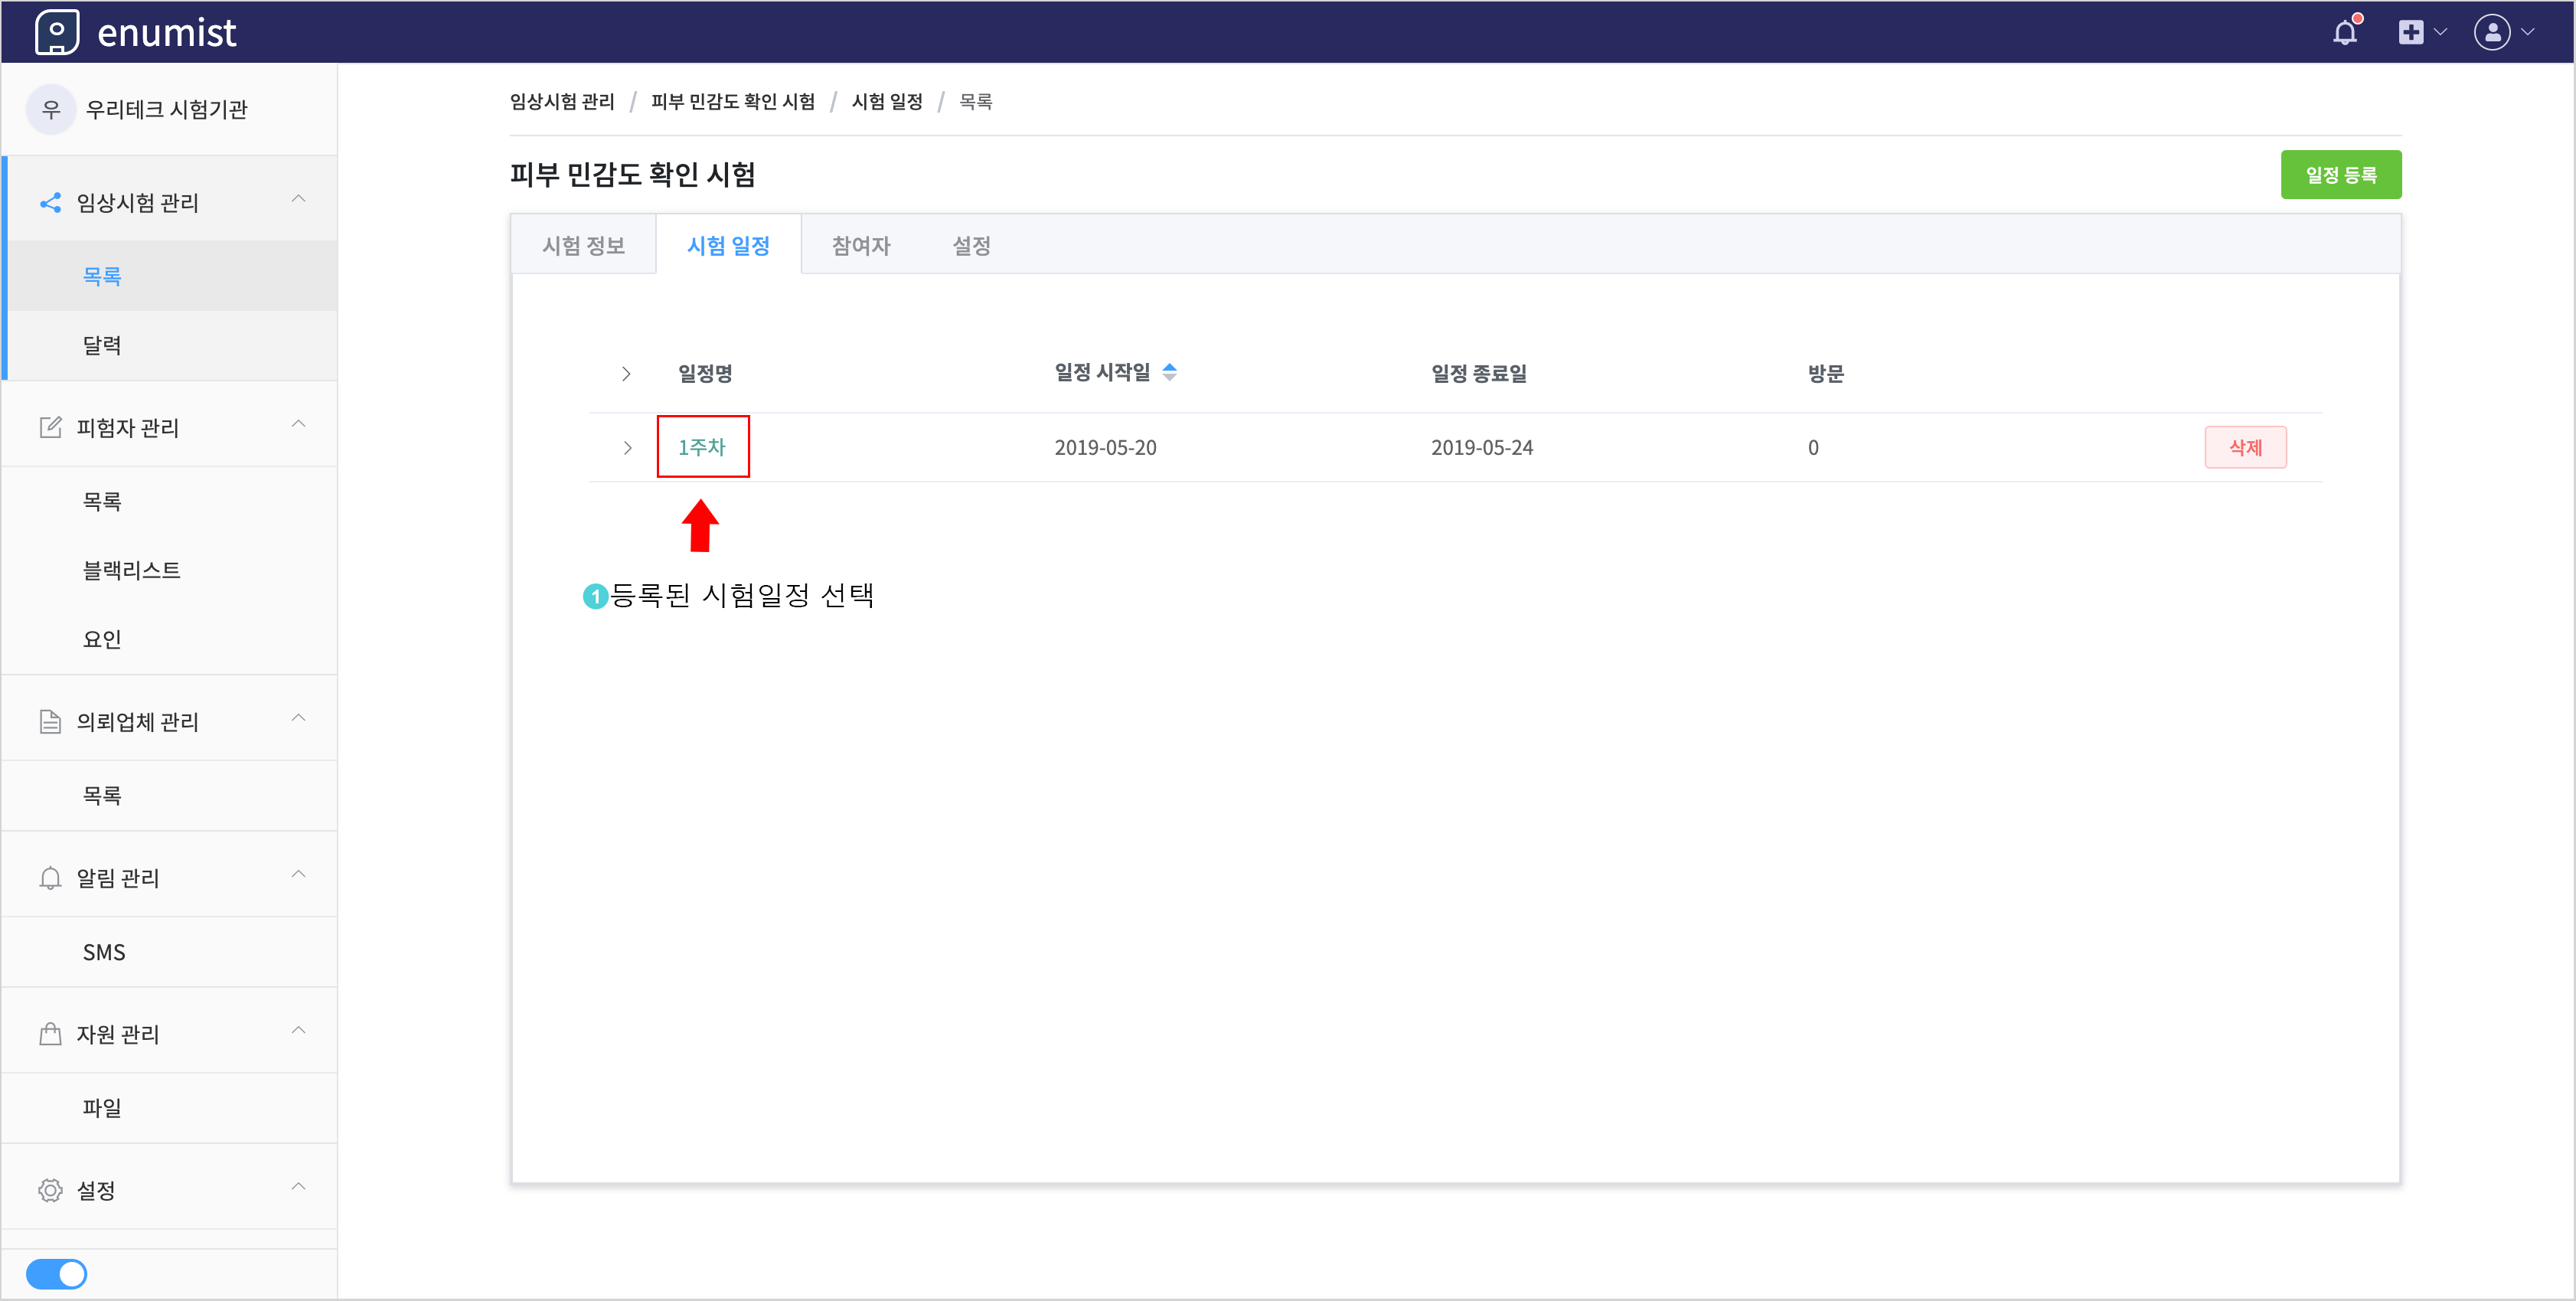 enumist
우 우리테크 시험기관
임상시험 관리
목록
달력
피험자 관리
목록
블랙리스트
요인
의뢰업체 관리
목록
알림 관리
SMS
자원 관리
파일
설정
임상시험 관리 / 피부 민감도 확인 시험 / 시험 일정 / 목록
피부 민감도 확인 시험 일정 등록
시험 정보 시험 일정 참여자 설정
일정명 일정 시작일 일정 종료일 방문
1주차 2019-05-20 2019-05-24 0 삭제
1 등록된 시험일정 선택